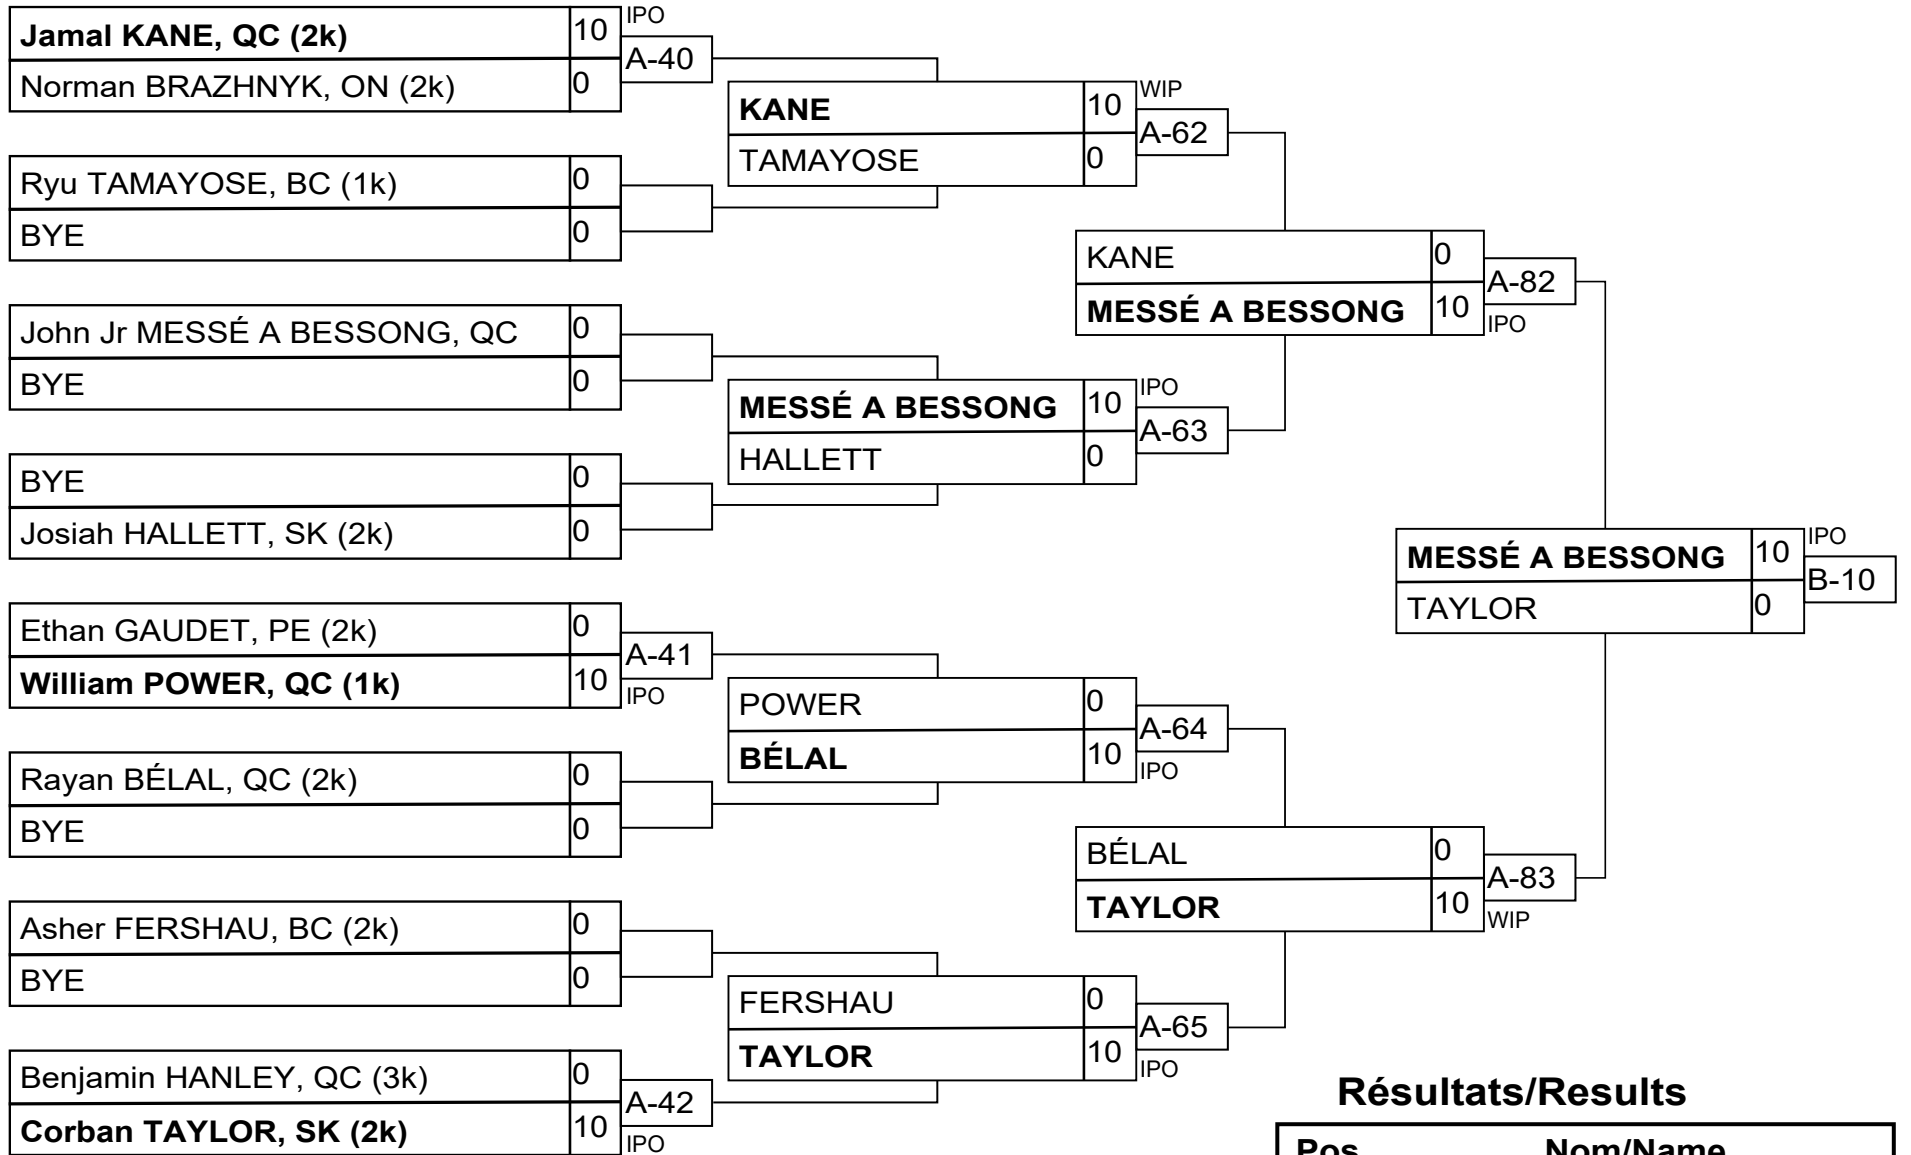 Jamal KANE, QC (2k) 10 IPO
A-40
Norman BRAZHNYK, ON (2k) 0
Ryu TAMAYOSE, BC (1k) 0
BYE 0
John Jr MESSÉ A BESSONG, QC 0
BYE 0
BYE 0
Josiah HALLETT, SK (2k) 0
Ethan GAUDET, PE (2k) 0
A-41
William POWER, QC (1k) 10 IPO
Rayan BÉLAL, QC (2k) 0
BYE 0
Asher FERSHAU, BC (2k) 0
BYE 0
Benjamin HANLEY, QC (3k) 0
A-42
Corban TAYLOR, SK (2k) 10 IPO
KANE 10 WIP
A-62
TAMAYOSE 0
MESSÉ A BESSONG 10 IPO
A-63
HALLETT 0
POWER 0
A-64
BÉLAL 10 IPO
FERSHAU 0
A-65
TAYLOR 10 IPO
KANE 0
A-82
MESSÉ A BESSONG 10 IPO
BÉLAL 0
A-83
TAYLOR 10 WIP
MESSÉ A BESSONG 10 IPO
B-10
TAYLOR 0
Résultats/Results
Pos Nom/Name